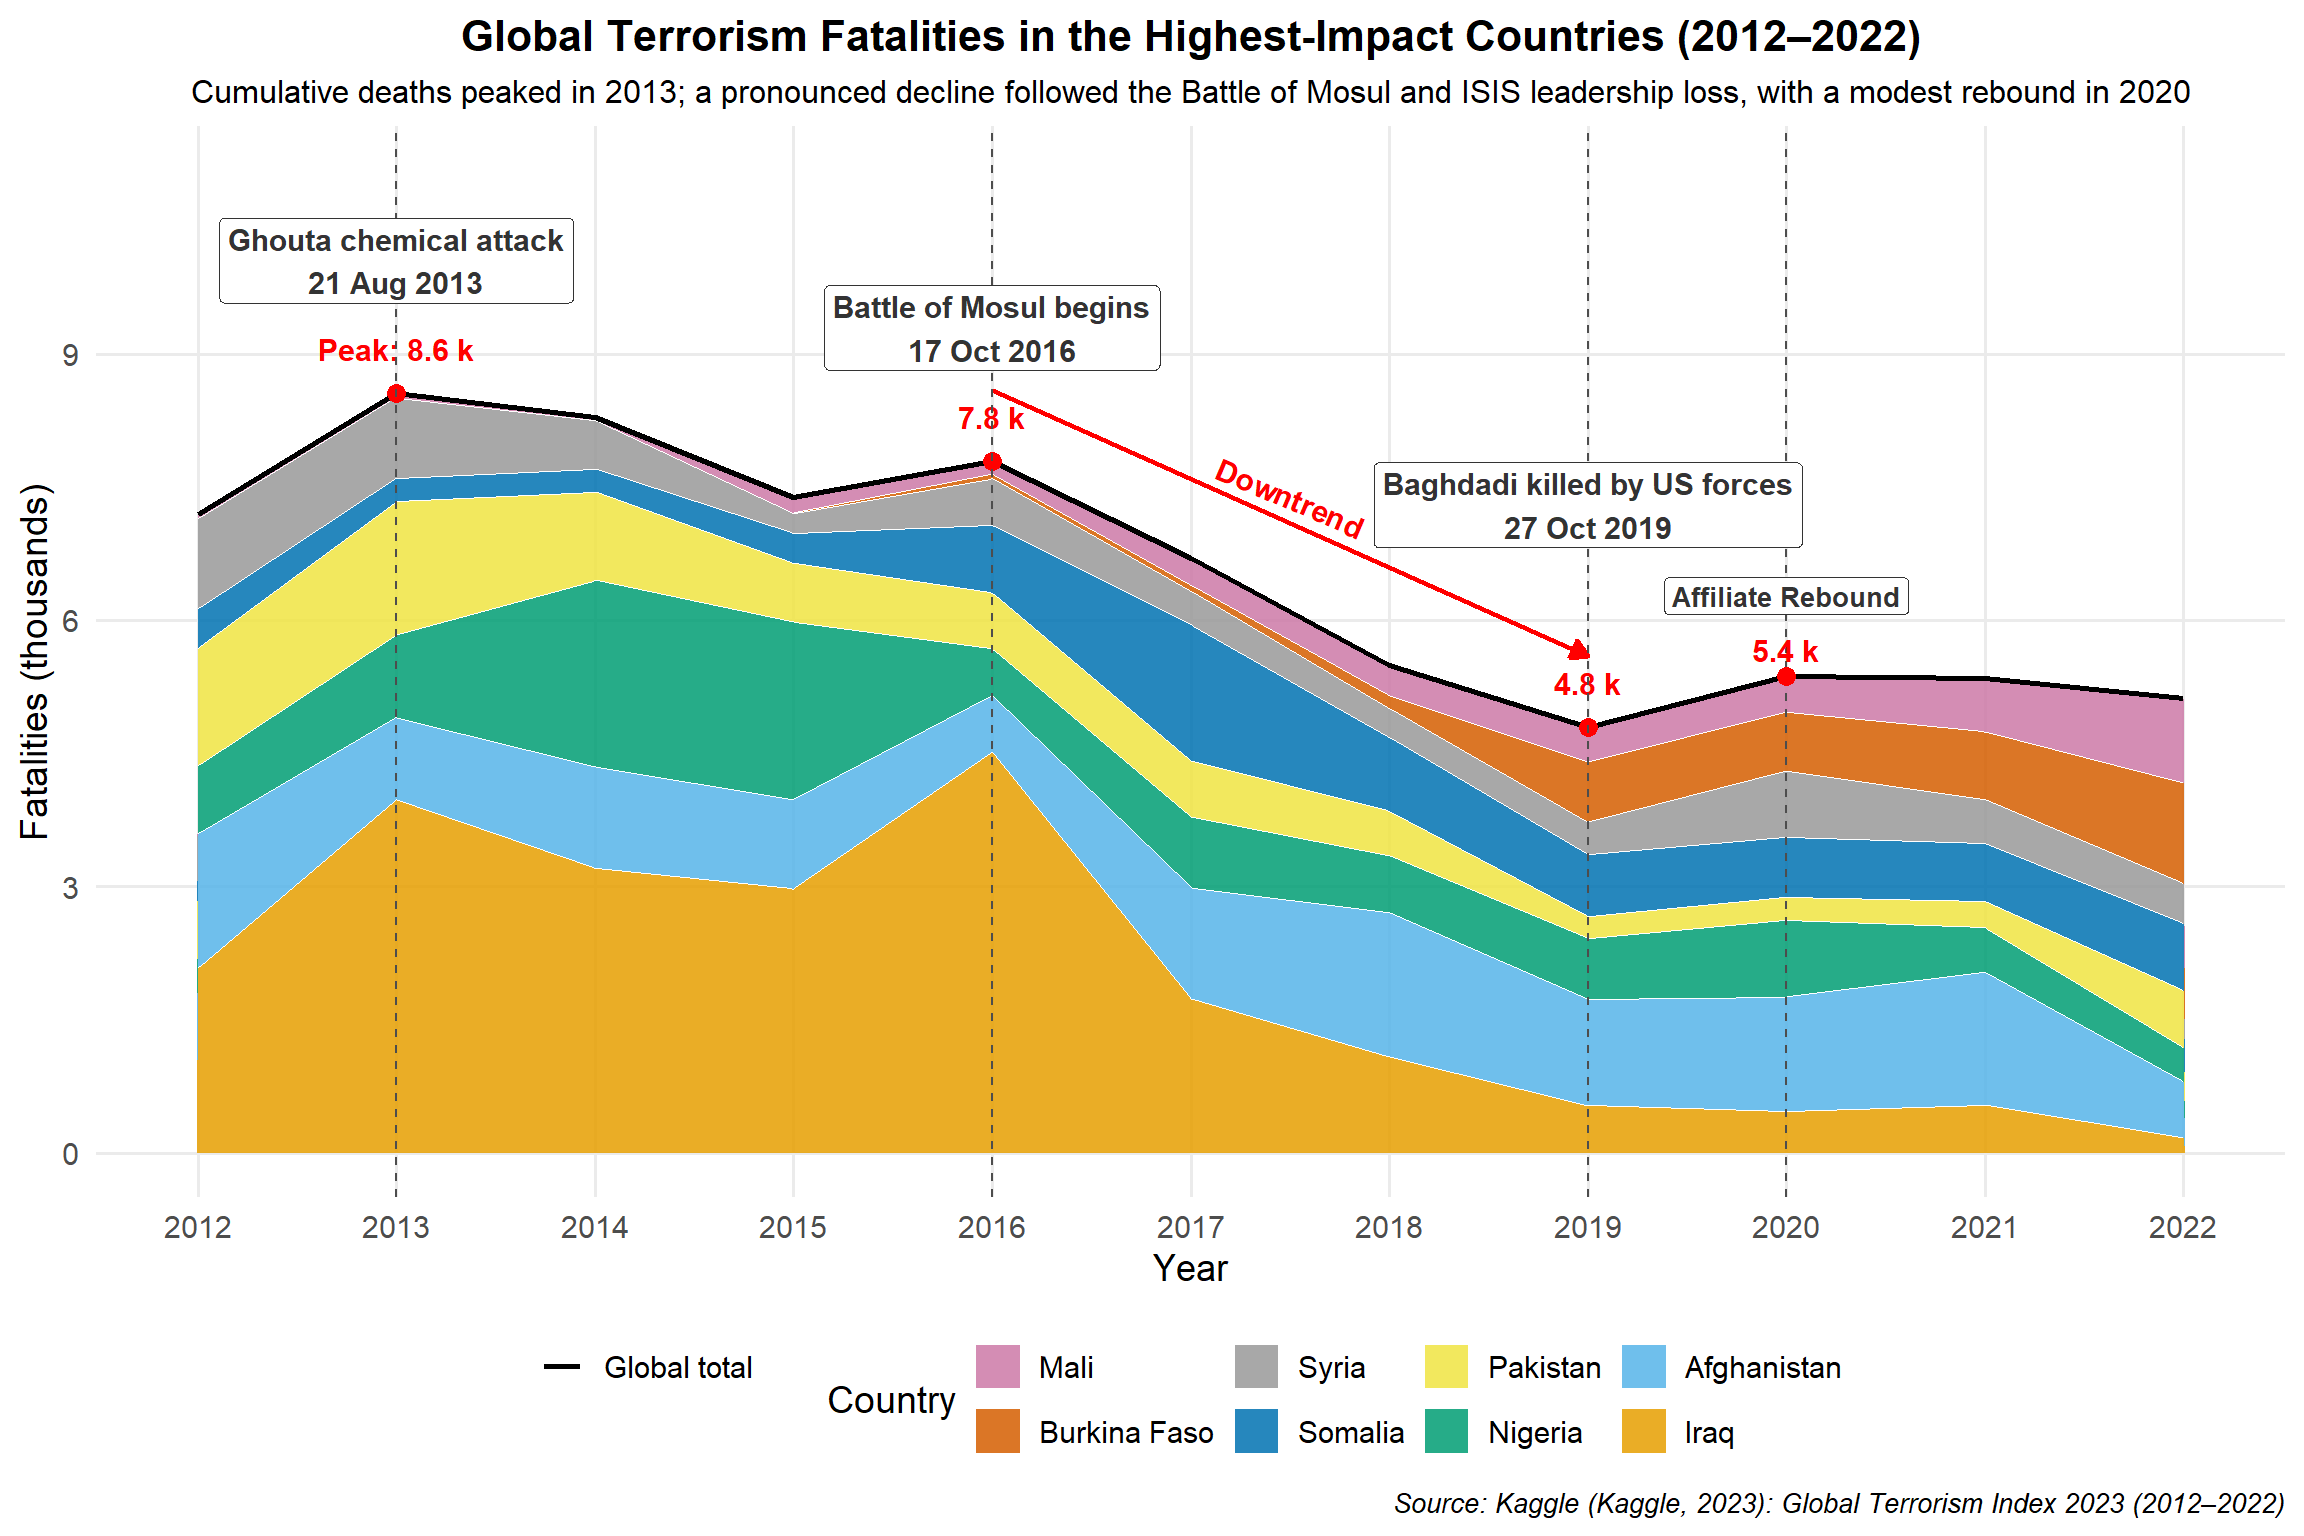 Global Terrorism Fatalities in the Highest-Impact Countries (2012–2022)
Cumulative deaths peaked in 2013; a pronounced decline followed the Battle of Mosul and ISIS leadership loss, with a modest rebound in 2020
Ghouta chemical attack
21 Aug 2013
Peak: 8.6 k
Battle of Mosul begins
17 Oct 2016
7.8 k
Downtrend
Baghdadi killed by US forces
27 Oct 2019
4.8 k
Affiliate Rebound
5.4 k
Fatalities (thousands)
9
6
3
0
2012 2013 2014 2015 2016 2017 2018 2019 2020 2021 2022
Year
Global total
Country
Mali Syria Pakistan Afghanistan
Burkina Faso Somalia Nigeria Iraq
Source: Kaggle (Kaggle, 2023): Global Terrorism Index 2023 (2012–2022)